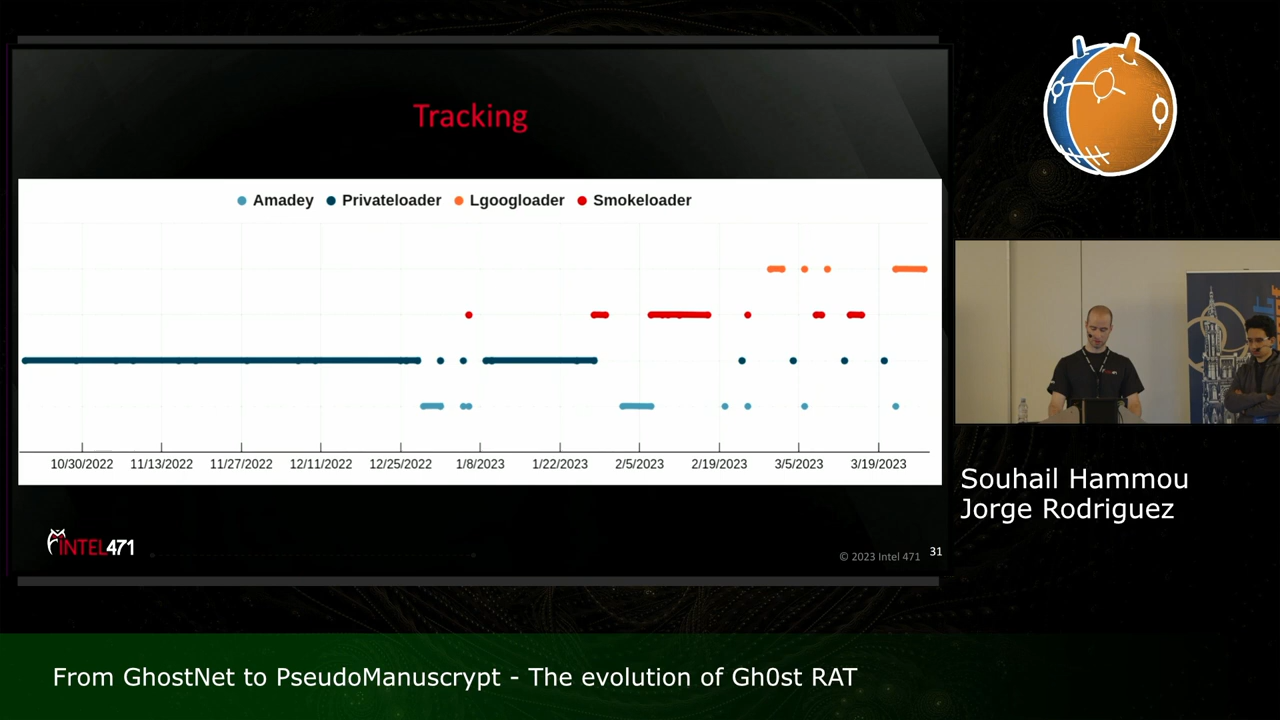 Tracking
Amadey Privateloader Lgoogloader Smokeloader
10/30/2022 11/13/2022 11/27/2022 12/11/2022 12/25/2022 1/8/2023 1/22/2023 2/5/2023 2/19/2023 3/5/2023 3/19/2023
INTEL471
© 2023 Intel 471 31
Souhail Hammou
Jorge Rodriguez
From GhostNet to PseudoManuscrypt - The evolution of Gh0st RAT